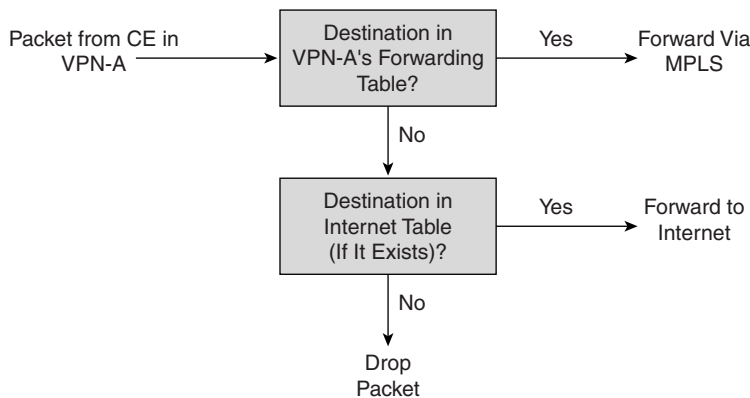 Packet from CE in
VPN-A
Destination in
VPN-A's Forwarding
Table?
Yes
Forward Via
MPLS
No
Destination in
Internet Table
(If It Exists)?
Yes
Forward to
Internet
No
Drop
Packet